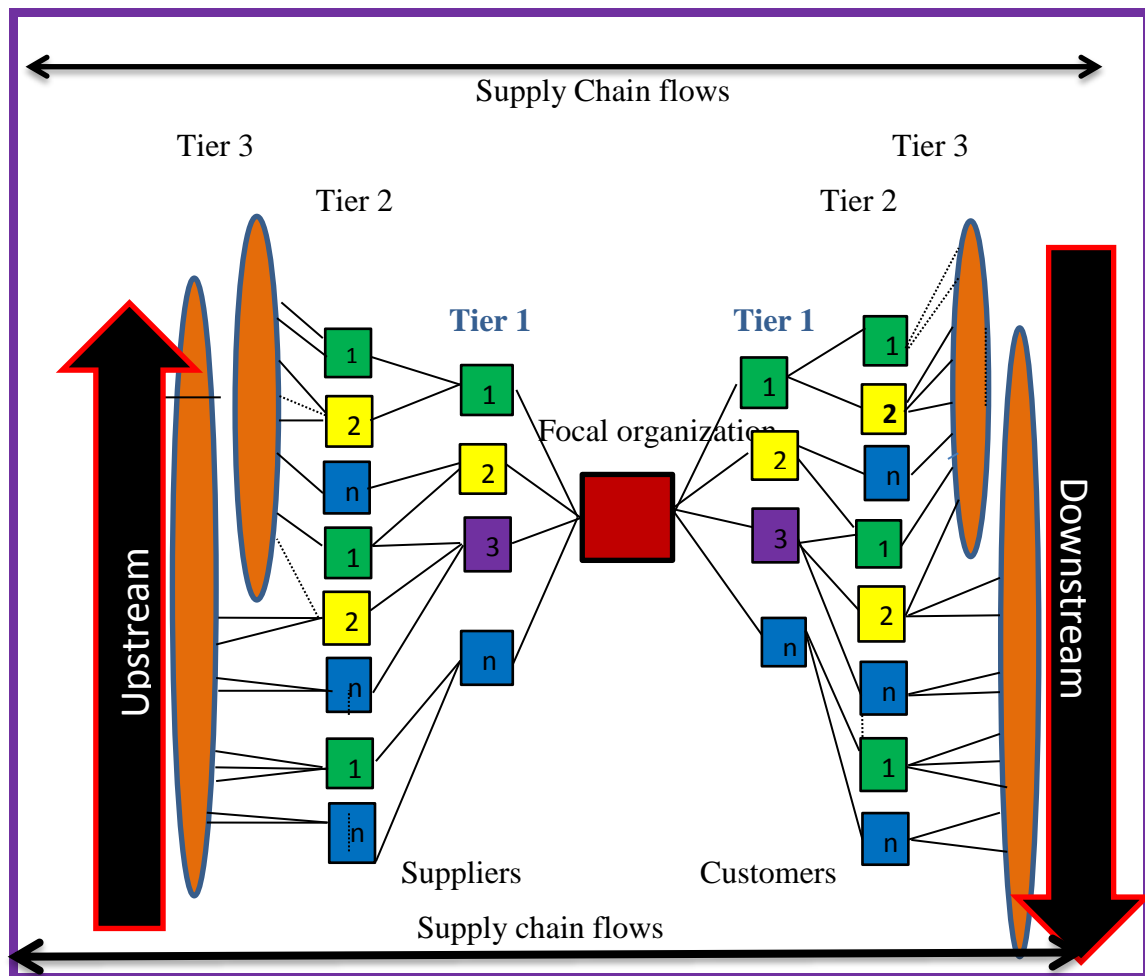 Supply Chain flows
Tier 3
Tier 3
Tier 2
Tier 2
Tier 1
Tier 1
1
1
1
1
2
2
Focal organization
2
2
n
n
3
3
1
1
2
2
n
n
n
n
1
1
n
n
Upstream
Downstream
Suppliers
Customers
Supply chain flows